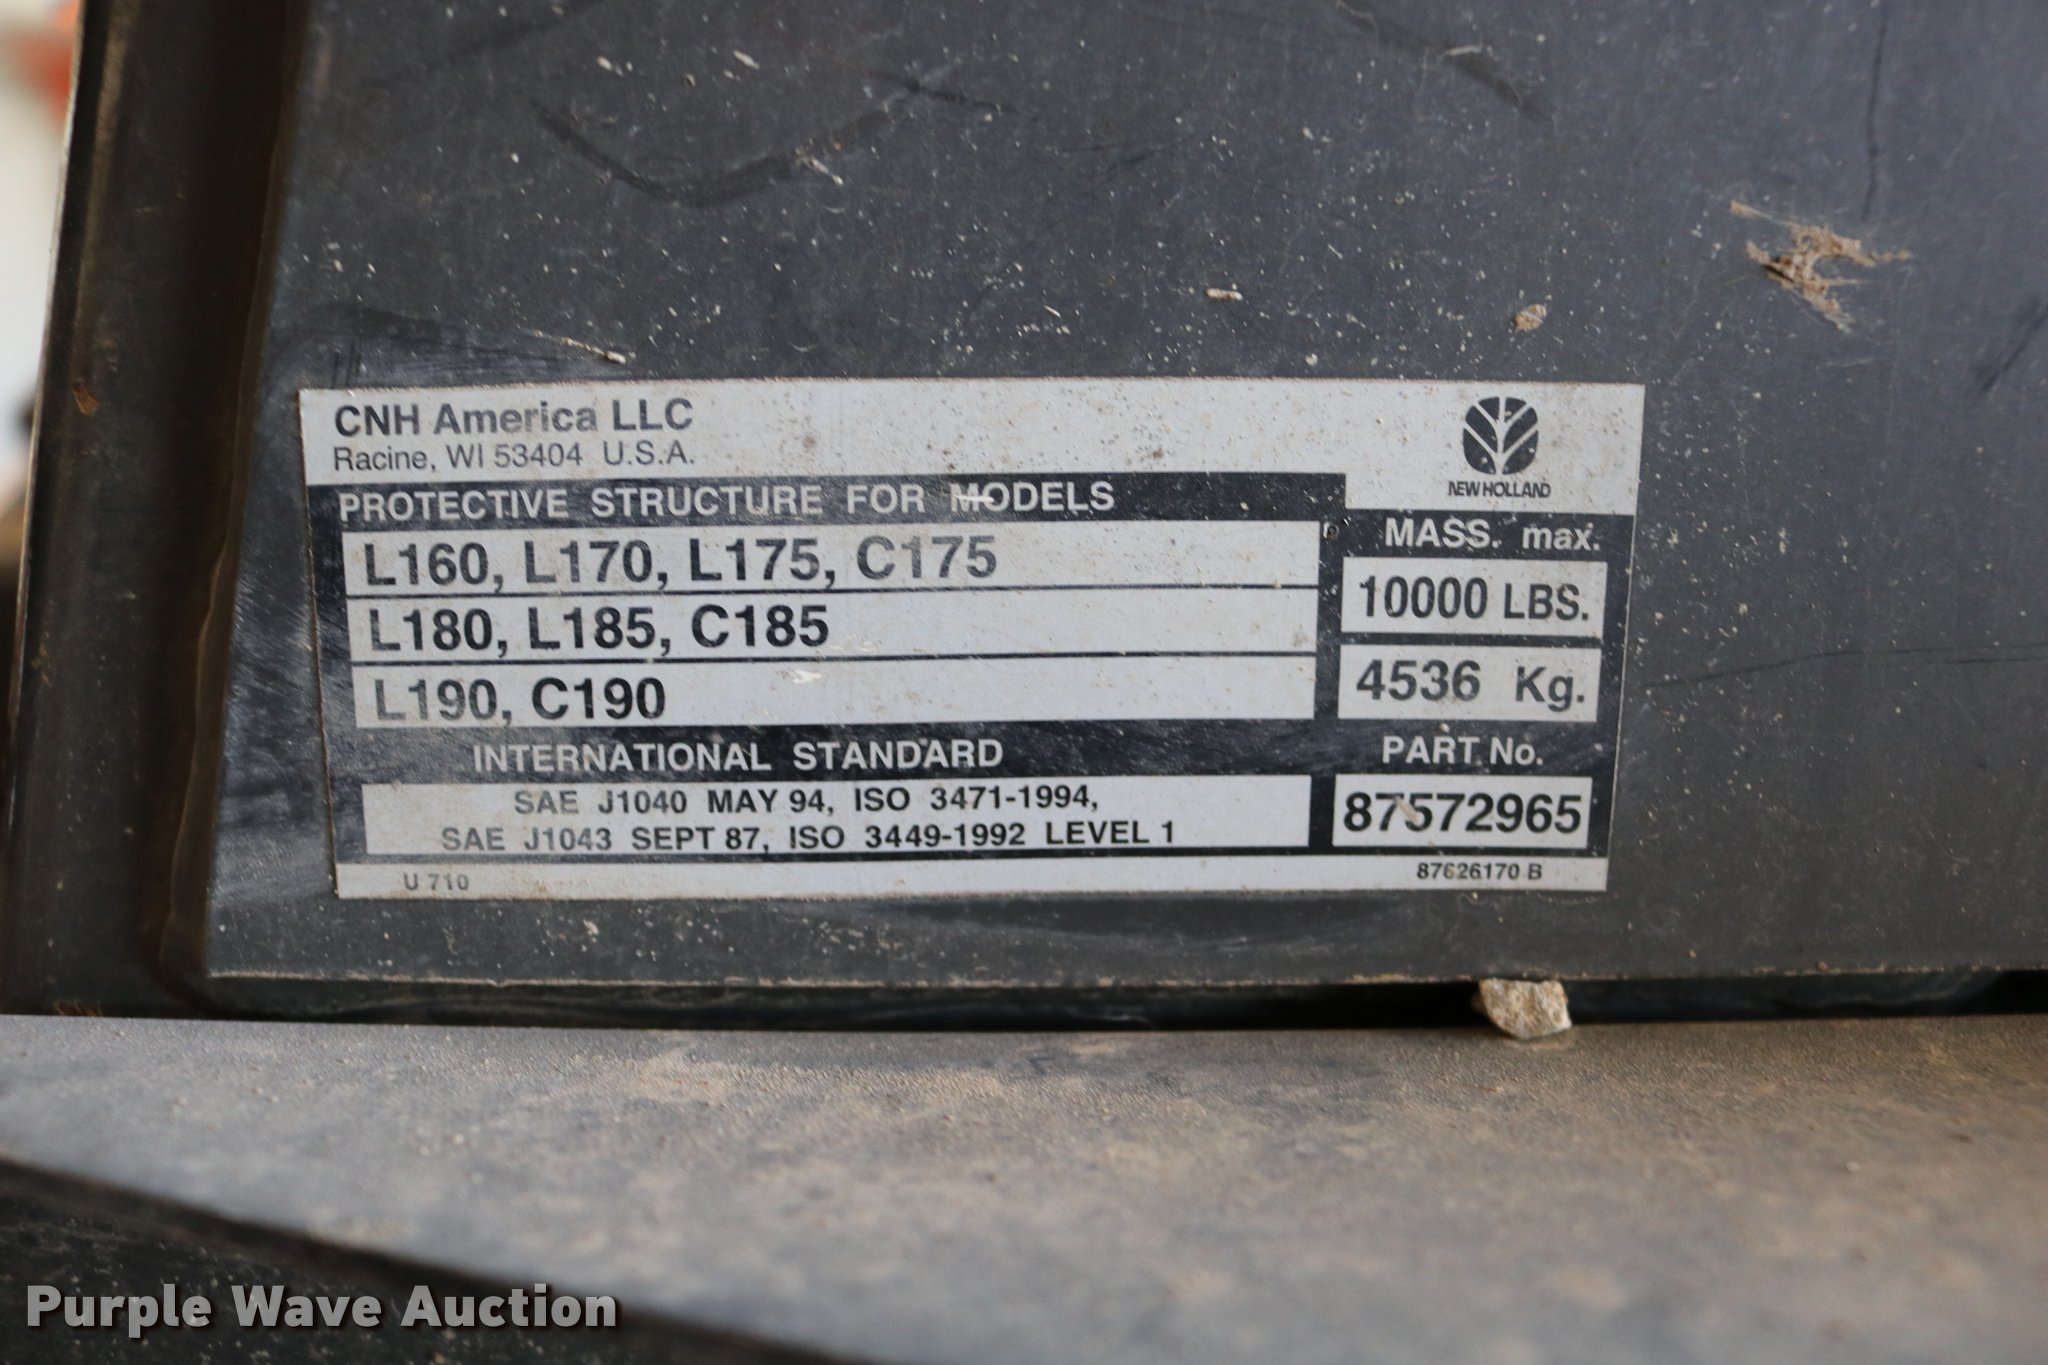 CNH America LLC
Racine, WI 53404 U.S.A.
NEW HOLLAND
PROTECTIVE STRUCTURE FOR MODELS
MASS. max.
L160, L170, L175, C175
10000 LBS.
L180, L185, C185
4536 Kg.
L190, C190
INTERNATIONAL STANDARD
PART No.
SAE J1040 MAY 94, ISO 3471-1994,
SAE J1043 SEPT 87, ISO 3449-1992 LEVEL 1
87572965
U 710
87626170 B
Purple Wave Auction